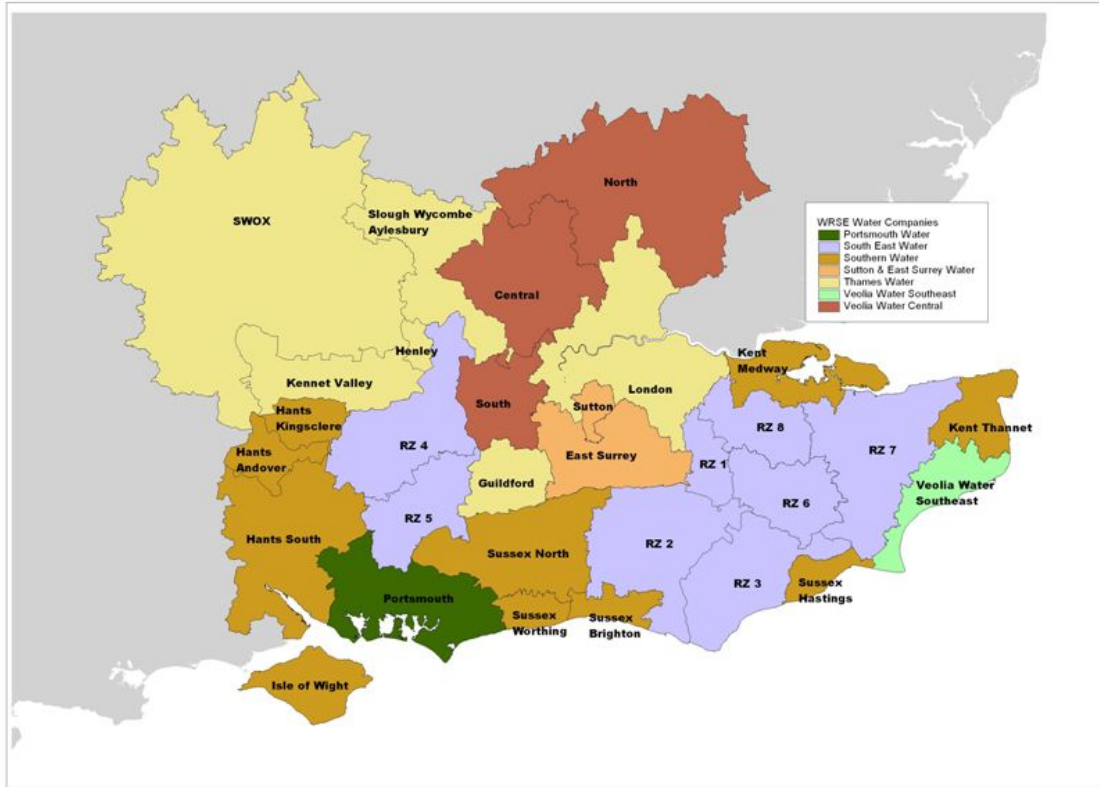 North
SWOX
Slough Wycombe
Aylesbury
WRSE Water Companies
Portsmouth Water
South East Water
Southern Water
Sutton & East Surrey Water
Thames Water
Veolia Water Southeast
Veolia Water Central
Central
Henley
Kent
Medway
Kennet Valley
London
South
Sutton
Hants
Kingsclere
Kent Thannet
RZ 8
RZ 4
RZ 7
East Surrey
RZ 1
Hants
Andover
Guildford
Veolia Water
Southeast
RZ 6
RZ 5
Hants South
RZ 2
Sussex North
RZ 3
Sussex
Hastings
Portsmouth
Sussex
Worthing
Sussex
Brighton
Isle of Wight